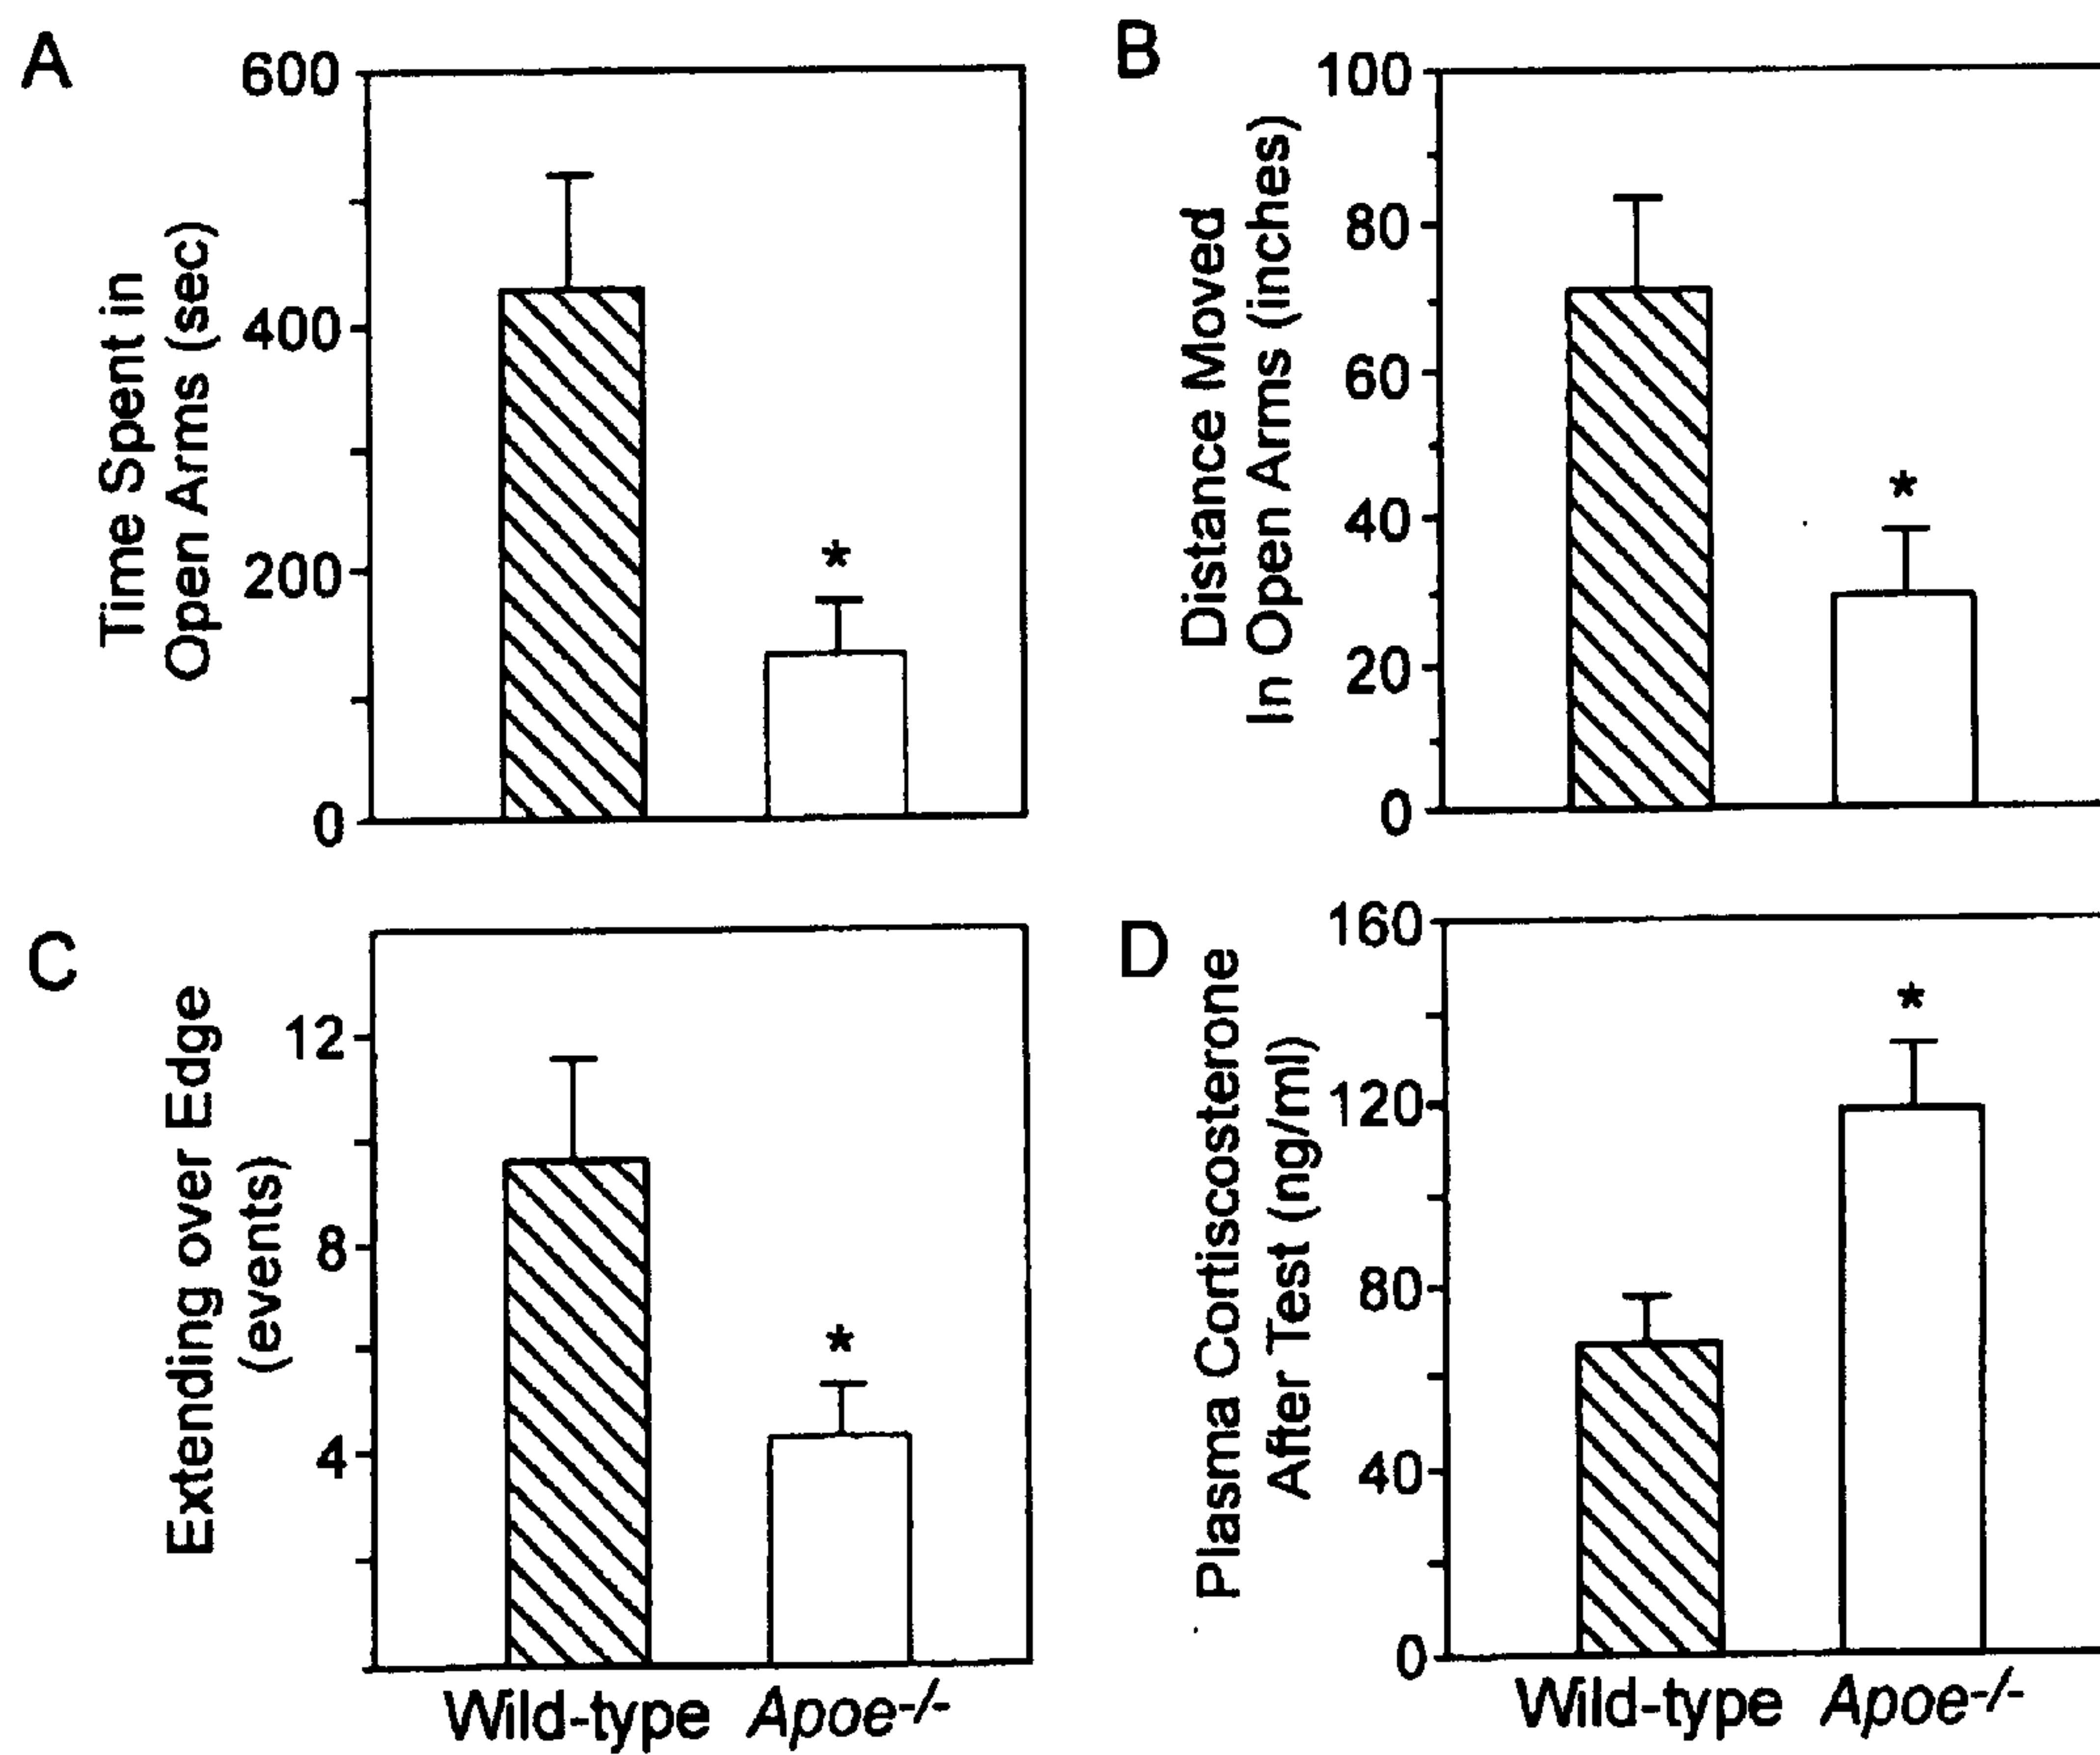 A
Time Spent in
Open Arms (sec)
600
400
200
0
*
B
Distance Moved
In Open Arms (inches)
100
80
60
40
20
0
*
C
Extending over Edge
(events)
12
8
4
*
Wild-type Apoe-/-
D
Plasma Cortiscosterone
After Test (ng/ml)
160
120
80
40
0
*
Wild-type Apoe-/-